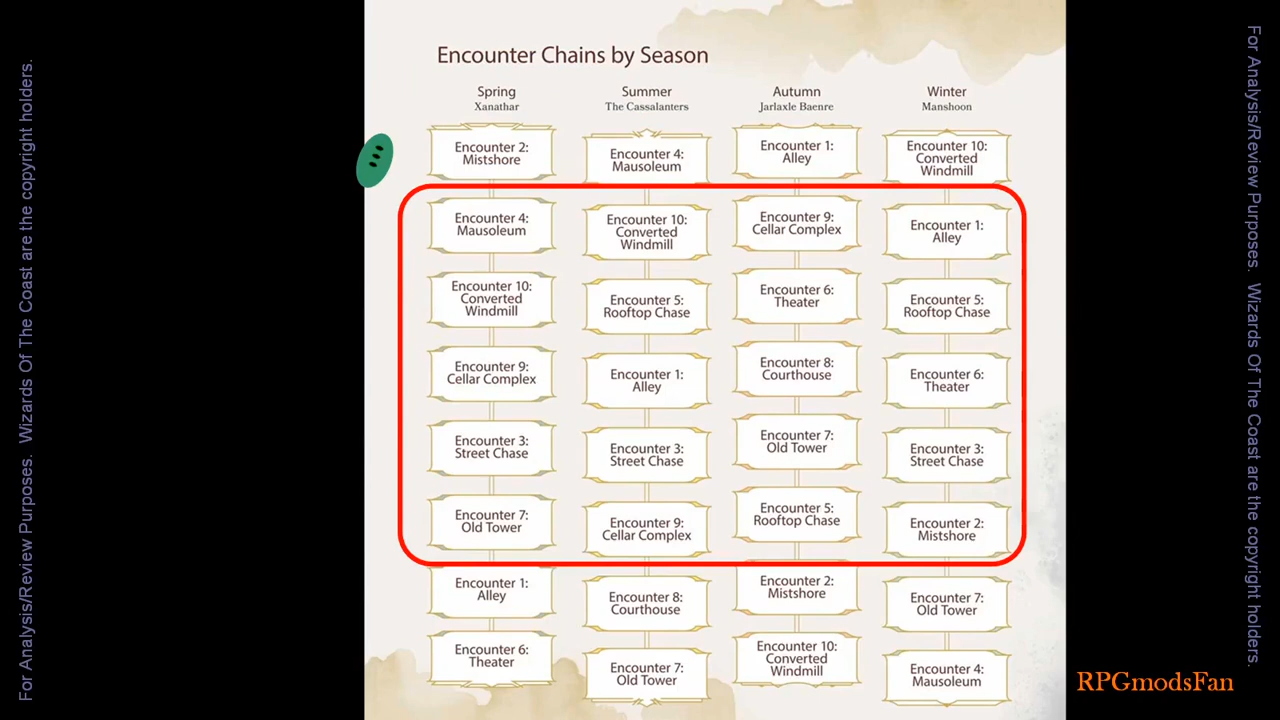 For Analysis/Review Purposes. Wizards Of The Coast are the copyright holders.
Encounter Chains by Season
Spring
Xanathar
Encounter 2:
Mistshore
Encounter 4:
Mausoleum
Encounter 10:
Converted
Windmill
Encounter 9:
Cellar Complex
Encounter 3:
Street Chase
Encounter 7:
Old Tower
Encounter 1:
Alley
Encounter 6:
Theater
Summer
The Cassalanters
Encounter 4:
Mausoleum
Encounter 10:
Converted
Windmill
Encounter 5:
Rooftop Chase
Encounter 1:
Alley
Encounter 3:
Street Chase
Encounter 9:
Cellar Complex
Encounter 8:
Courthouse
Encounter 7:
Old Tower
Autumn
Jarlaxle Baenre
Encounter 1:
Alley
Encounter 9:
Cellar Complex
Encounter 6:
Theater
Encounter 8:
Courthouse
Encounter 7:
Old Tower
Encounter 5:
Rooftop Chase
Encounter 2:
Mistshore
Encounter 10:
Converted
Windmill
Winter
Manshoon
Encounter 10:
Converted
Windmill
Encounter 1:
Alley
Encounter 5:
Rooftop Chase
Encounter 6:
Theater
Encounter 3:
Street Chase
Encounter 2:
Mistshore
Encounter 7:
Old Tower
Encounter 4:
Mausoleum
For Analysis/Review Purposes. Wizards Of The Coast are the copyright holders.
RPGmodsFan